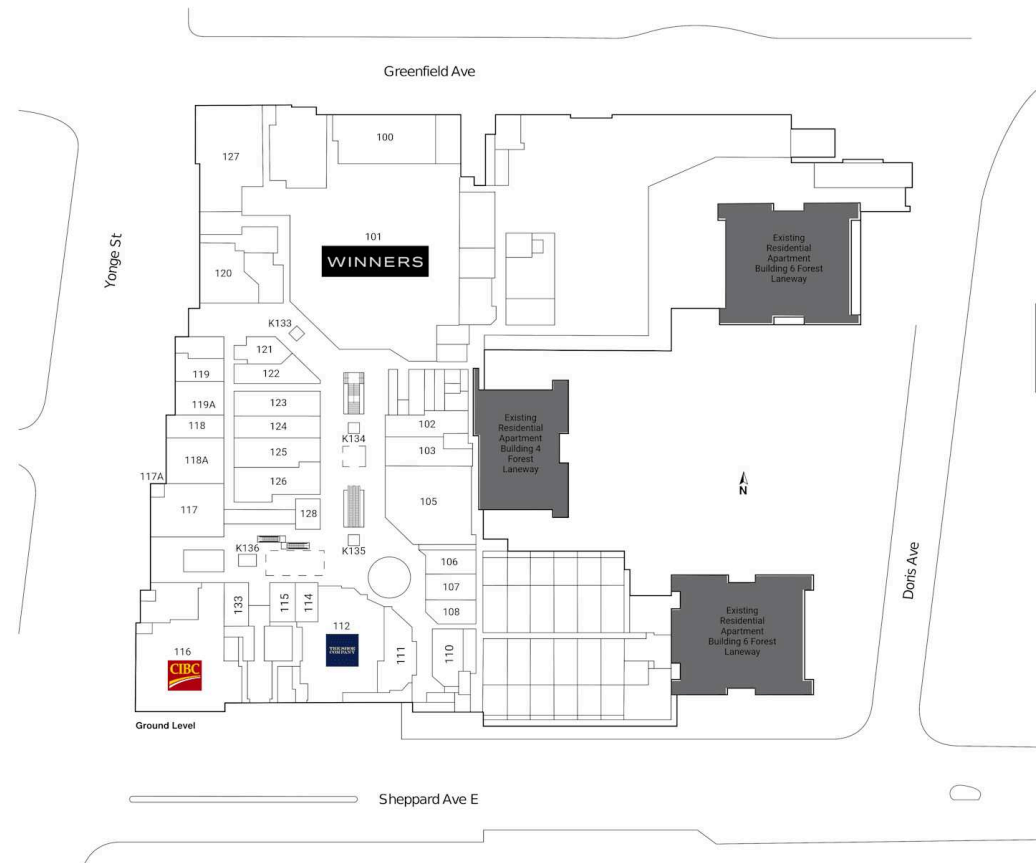 Greenfield Ave
100
127
101
WINNERS
Existing
Residential
Apartment
Building 6 Forest
Laneway
Yonge St
120
K133
121
122
119
123
119A
118
124
K134
102
103
Existing
Residential
Apartment
Building 4
Forest
Laneway
125
118A
117A
126
105
N
117
128
K136
K135
106
107
108
133
115
114
112
THE SHOE
COMPANY
111
110
116
CIBC
Existing
Residential
Apartment
Building 6 Forest
Laneway
Doris Ave
Ground Level
Sheppard Ave E